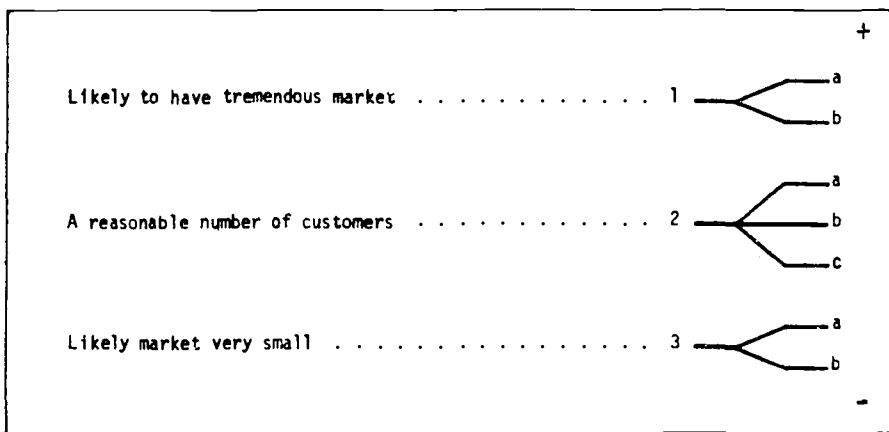 +
a
Likely to have tremendous market . . . . . . . . . . . . 1
b
a
A reasonable number of customers . . . . . . . . . . . 2 b
c
a
Likely market very small . . . . . . . . . . . . . . . . 3
b
-